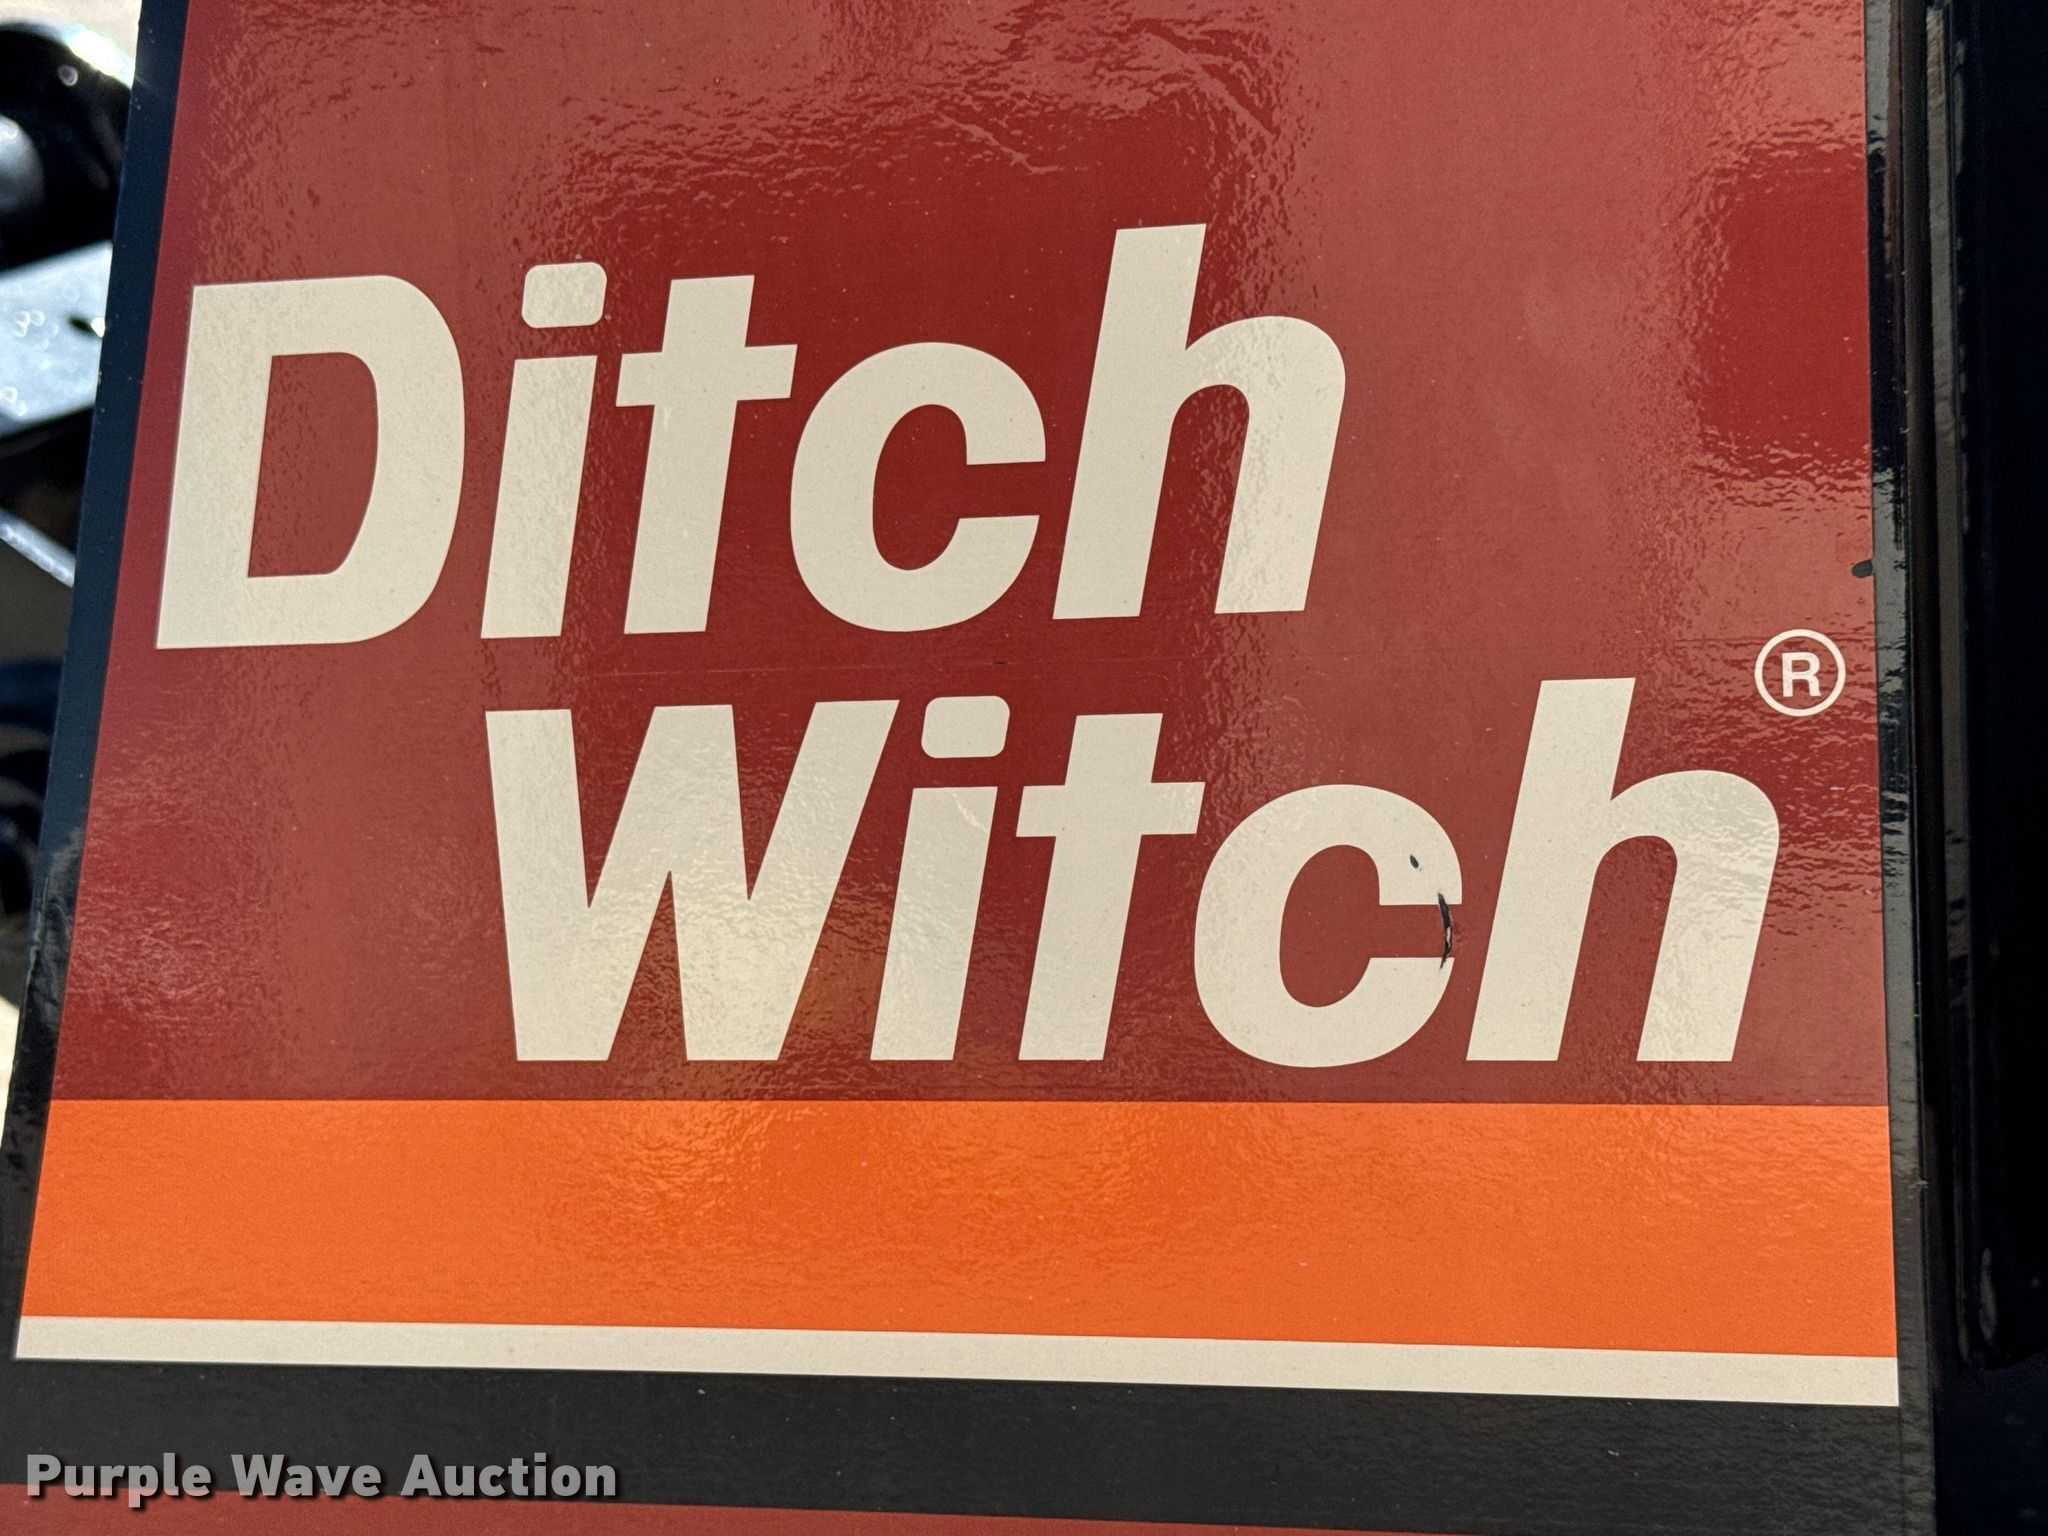 Ditch
Witch®
Purple Wave Auction